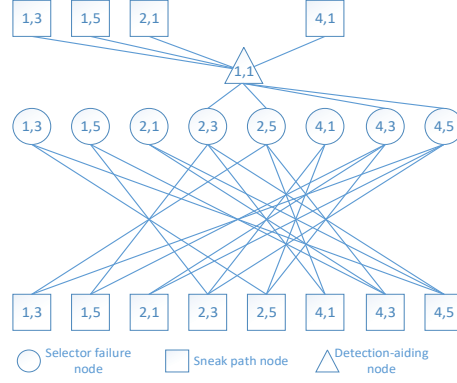 1,3 1,5 2,1 4,1
1,1
1,3 1,5 2,1 2,3 2,5 4,1 4,3 4,5
1,3 1,5 2,1 2,3 2,5 4,1 4,3 4,5
Selector failure node
Sneak path node
Detection-aiding node